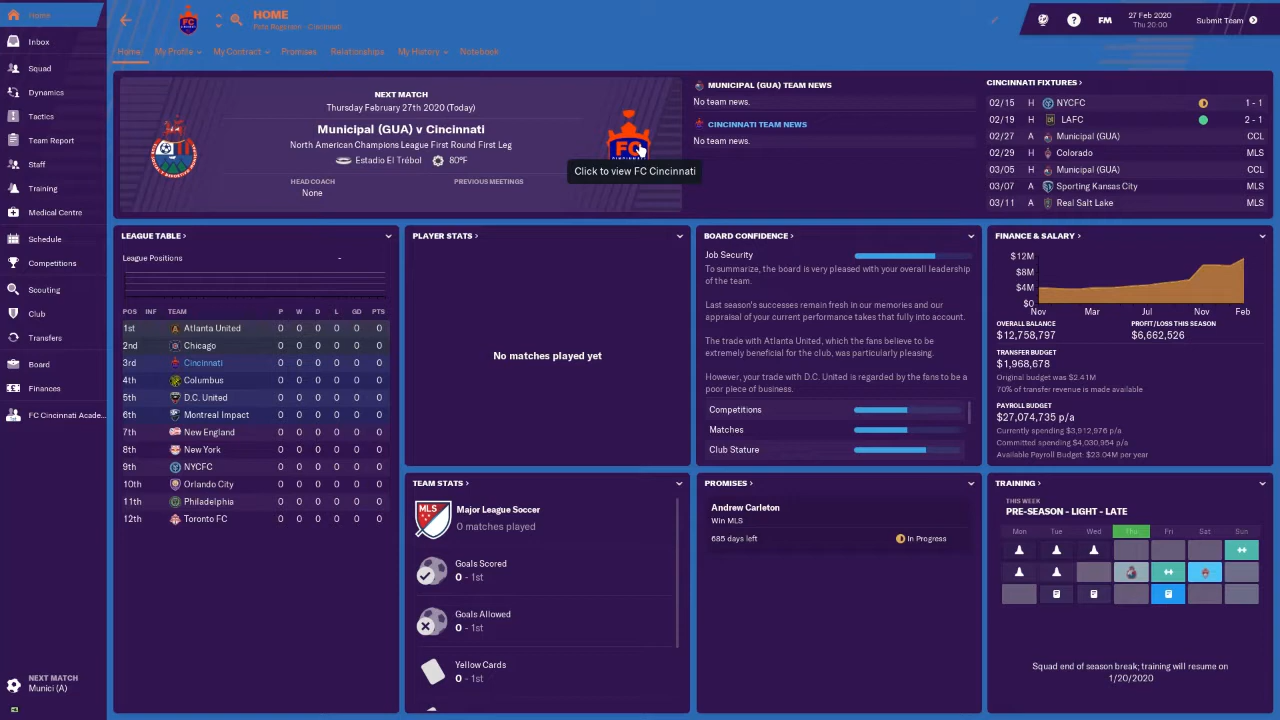 Home
Inbox
Squad
Dynamics
Tactics
Team Report
Staff
Training
Medical Centre
Schedule
Competitions
Scouting
Club
Transfers
Board
Finances
FC Cincinnati Acade...
NEXT MATCH
Munici (A)
HOME
Cincinnati
FM
27 Feb 2020
Thu 20:00
Submit Team
Home
My Profile
My Contract
Promises
Relationships
My History
Notebook
NEXT MATCH
Thursday February 27th 2020 (Today)
Municipal (GUA) v Cincinnati
North American Champions League First Round First Leg
Estadio El Trébol
80°F
HEAD COACH
None
PREVIOUS MEETINGS
FC
CINCINNATI
Click to view FC Cincinnati
MUNICIPAL (GUA) TEAM NEWS
No team news.
CINCINNATI TEAM NEWS
No team news.
CINCINNATI FIXTURES >
02/15 H NYCFC 1 - 1
02/19 H LAFC 2 - 1
02/27 A Municipal (GUA) CCL
02/29 H Colorado MLS
03/05 H Municipal (GUA) CCL
03/07 A Sporting Kansas City MLS
03/11 A Real Salt Lake MLS
LEAGUE TABLE >
League Positions -
POS INF TEAM P W D L GD PTS
1st Atlanta United 0 0 0 0 0 0
2nd Chicago 0 0 0 0 0 0
3rd Cincinnati 0 0 0 0 0 0
4th Columbus 0 0 0 0 0 0
5th D.C. United 0 0 0 0 0 0
6th Montreal Impact 0 0 0 0 0 0
7th New England 0 0 0 0 0 0
8th New York 0 0 0 0 0 0
9th NYCFC 0 0 0 0 0 0
10th Orlando City 0 0 0 0 0 0
11th Philadelphia 0 0 0 0 0 0
12th Toronto FC 0 0 0 0 0 0
PLAYER STATS >
No matches played yet
BOARD CONFIDENCE >
Job Security
To summarize, the board is very pleased with your overall leadership
of the team.
Last season's successes remain fresh in our memories and our
appraisal of your current performance takes that fully into account.
The trade with Atlanta United, which the fans believe to be
extremely beneficial for the club, was particularly pleasing.
However, your trade with D.C. United is regarded by the fans to be a
poor piece of business.
Competitions
Matches
Club Stature
FINANCE & SALARY >
$12M
$8M
$4M
$0
Nov Mar Jul Nov Feb
OVERALL BALANCE
$12,758,797
PROFIT/LOSS THIS SEASON
$6,662,526
TRANSFER BUDGET
$1,968,678
Original budget was $2.41M
70% of transfer revenue is made available
PAYROLL BUDGET
$27,074,735 p/a
Currently spending $3,912,976 p/a
Committed spending $4,030,954 p/a
Available Payroll Budget: $23.04M per year
TEAM STATS >
MLS
Major League Soccer
0 matches played
Goals Scored
0 - 1st
Goals Allowed
0 - 1st
Yellow Cards
0 - 1st
PROMISES >
Andrew Carleton
Win MLS
685 days left
In Progress
TRAINING >
THIS WEEK
PRE-SEASON - LIGHT - LATE
Mon Tue Wed Thu Fri Sat Sun
Squad end of season break; training will resume on
1/20/2020